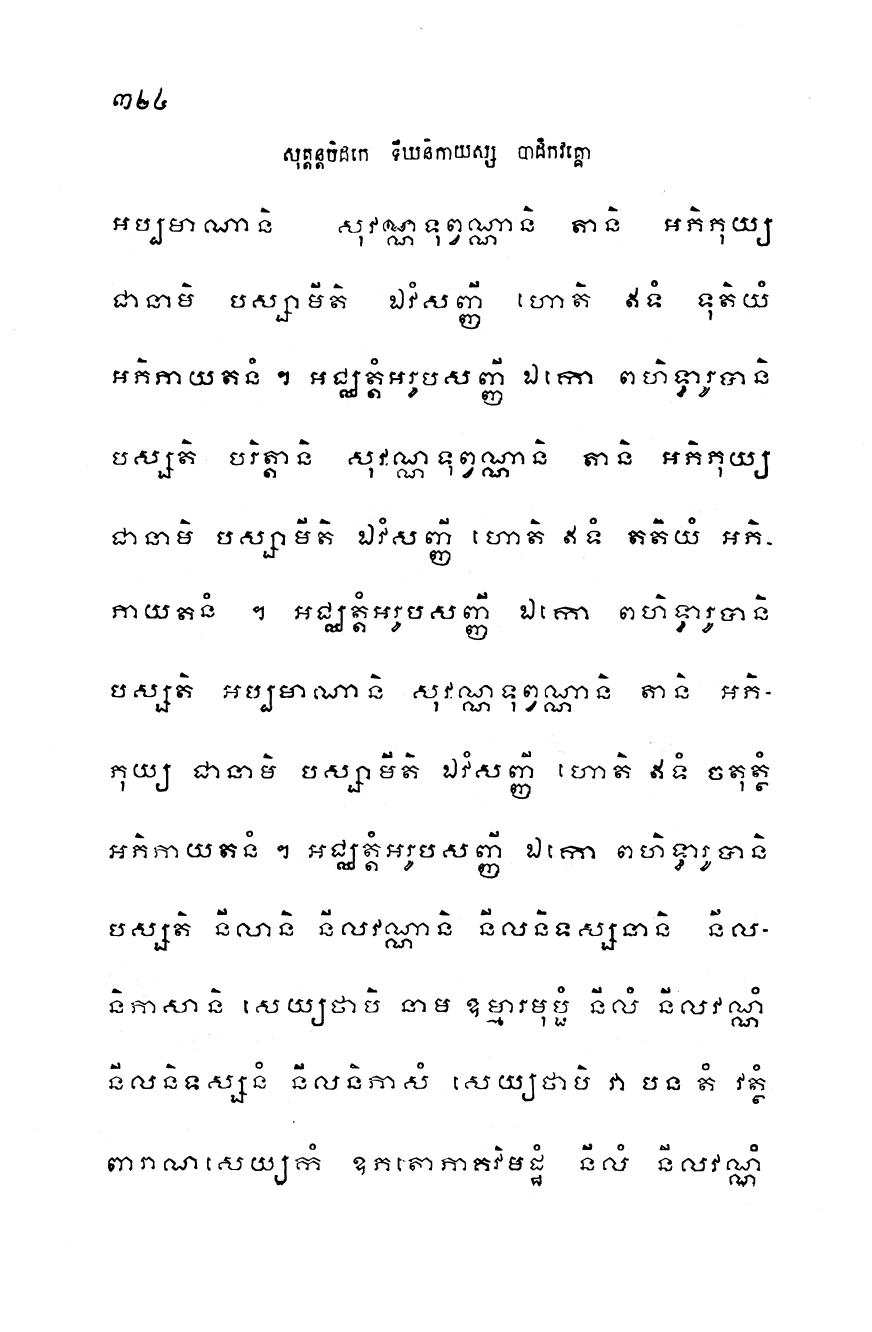 ៣២៤
សុត្តន្តបិដកេ ទីឃនិកាយស្ស បាដិកវគ្គោ
អប្បមាណានិ សុវណ្ណទុព្វណ្ណានិ តានិ អភិភុយ្យ
ជានាមិ បស្សាមីតិ ឯវំសញ្ញី ហោតិ ឥទំ ទុតិយំ
អភិភាយតនំ ។ អជ្ឈត្តំអរូបសញ្ញី ឯកោ ពហិទ្ធារូបានិ
បស្សតិ បរិត្តានិ សុវណ្ណទុព្វណ្ណានិ តានិ អភិភុយ្យ
ជានាមិ បស្សាមីតិ ឯវំសញ្ញី ហោតិ ឥទំ តតិយំ អភិ-
ភាយតនំ ។ អជ្ឈត្តំអរូបសញ្ញី ឯកោ ពហិទ្ធារូបានិ
បស្សតិ អប្បមាណានិ សុវណ្ណទុព្វណ្ណានិ តានិ អភិ-
ភុយ្យ ជានាមិ បស្សាមីតិ ឯវំសញ្ញី ហោតិ ឥទំ ចតុត្ថំ
អភិភាយតនំ ។ អជ្ឈត្តំអរូបសញ្ញី ឯកោ ពហិទ្ធារូបានិ
បស្សតិ នីលានិ នីលវណ្ណានិ នីលនិទស្សនានិ នីល-
និភាសានិ សេយ្យថាបិ នាម ឧម្មារមុប្ផំ នីលំ នីលវណ្ណំ
នីលនិទស្សនំ នីលនិភាសំ សេយ្យថាបិ វា បន តំ វត្ថំ
ពារាណសេយ្យកំ ឧភតោភាគវិមដ្ឋំ នីលំ នីលវណ្ណំ